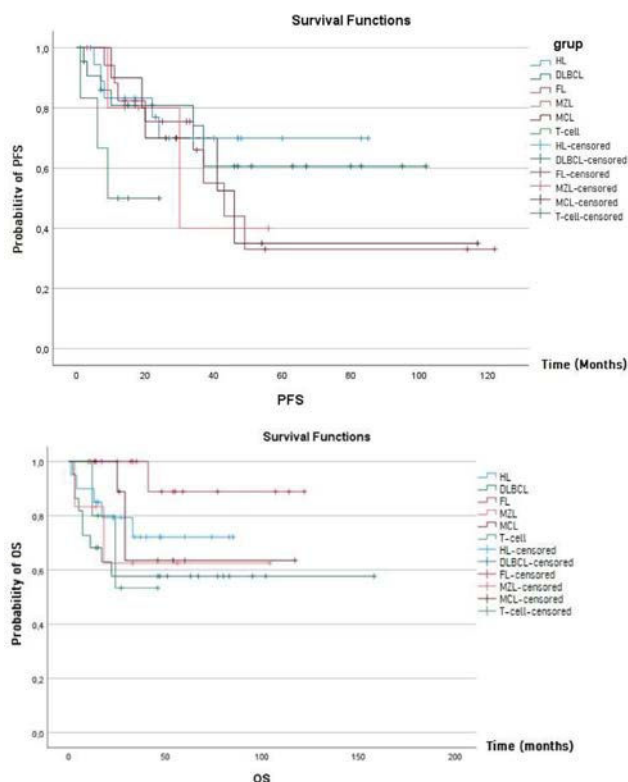 Survival Functions
grup
HL
DLBCL
FL
MZL
MCL
T-cell
HL-censored
DLBCL-censored
FL-censored
MZL-censored
MCL-censored
T-cell-censored
Probability of PFS
1,0
0,8
0,6
0,4
0,2
0,0
0 20 40 60 80 100 120
Time (Months)
PFS
Survival Functions
HL
DLBCL
FL
MZL
MCL
T-cell
HL-censored
DLBCL-censored
FL-censored
MZL-censored
MCL-censored
T-cell-censored
Probability of OS
1,0
0,8
0,6
0,4
0,2
0,0
0 50 100 150 200
Time (months)
OS